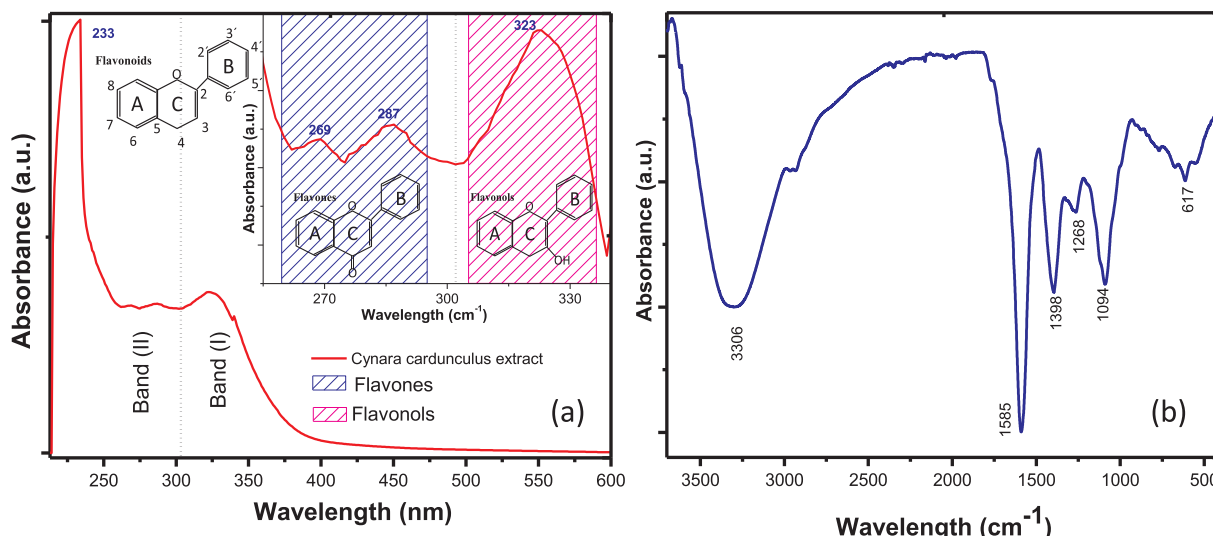 Absorbance (a.u.)
233
Flavonoids
O
A
C
B
2
3
4
5
6
7
8
2´
3´
4´
5´
6´
Absorbance (a.u.)
269
287
323
Flavones
O
A
C
B
O
Flavonols
O
A
C
B
OH
270
300
330
Wavelength (cm-1)
Band (II)
Band (I)
Cynara cardunculus extract
Flavones
Flavonols
(a)
250
300
350
400
450
500
550
600
Wavelength (nm)
Absorbance (a.u.)
3306
1585
1398
1268
1094
617
(b)
3500
3000
2500
2000
1500
1000
500
Wavelength (cm-1)